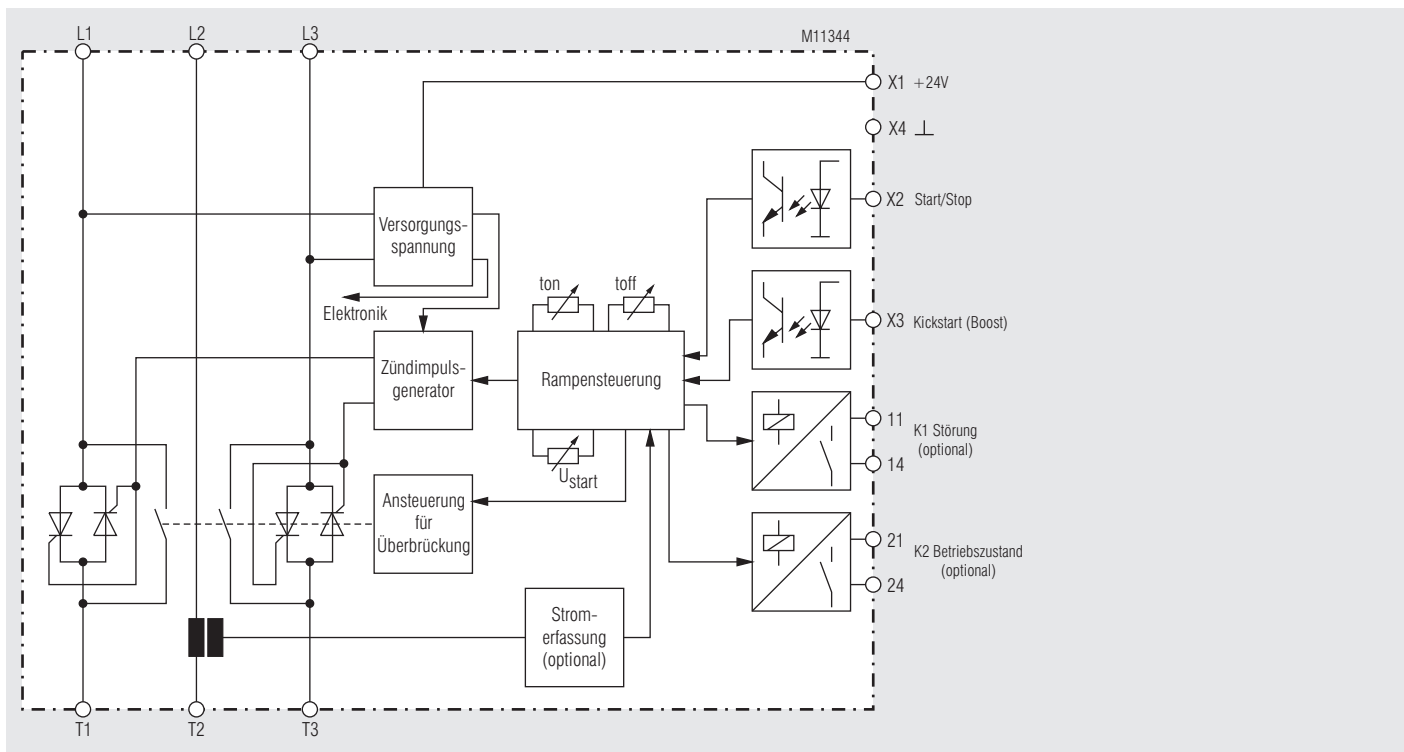 L1 L2 L3
M11344
X1 +24V
X4 ⊥
X2 Start/Stop
Versorgungs-
spannung
ton toff
Elektronik
X3 Kickstart (Boost)
Zündimpuls-
generator
Rampensteuerung
11
K1 Störung
(optional)
14
Ustart
Ansteuerung
für
Überbrückung
21
K2 Betriebszustand
(optional)
24
Strom-
erfassung
(optional)
T1 T2 T3